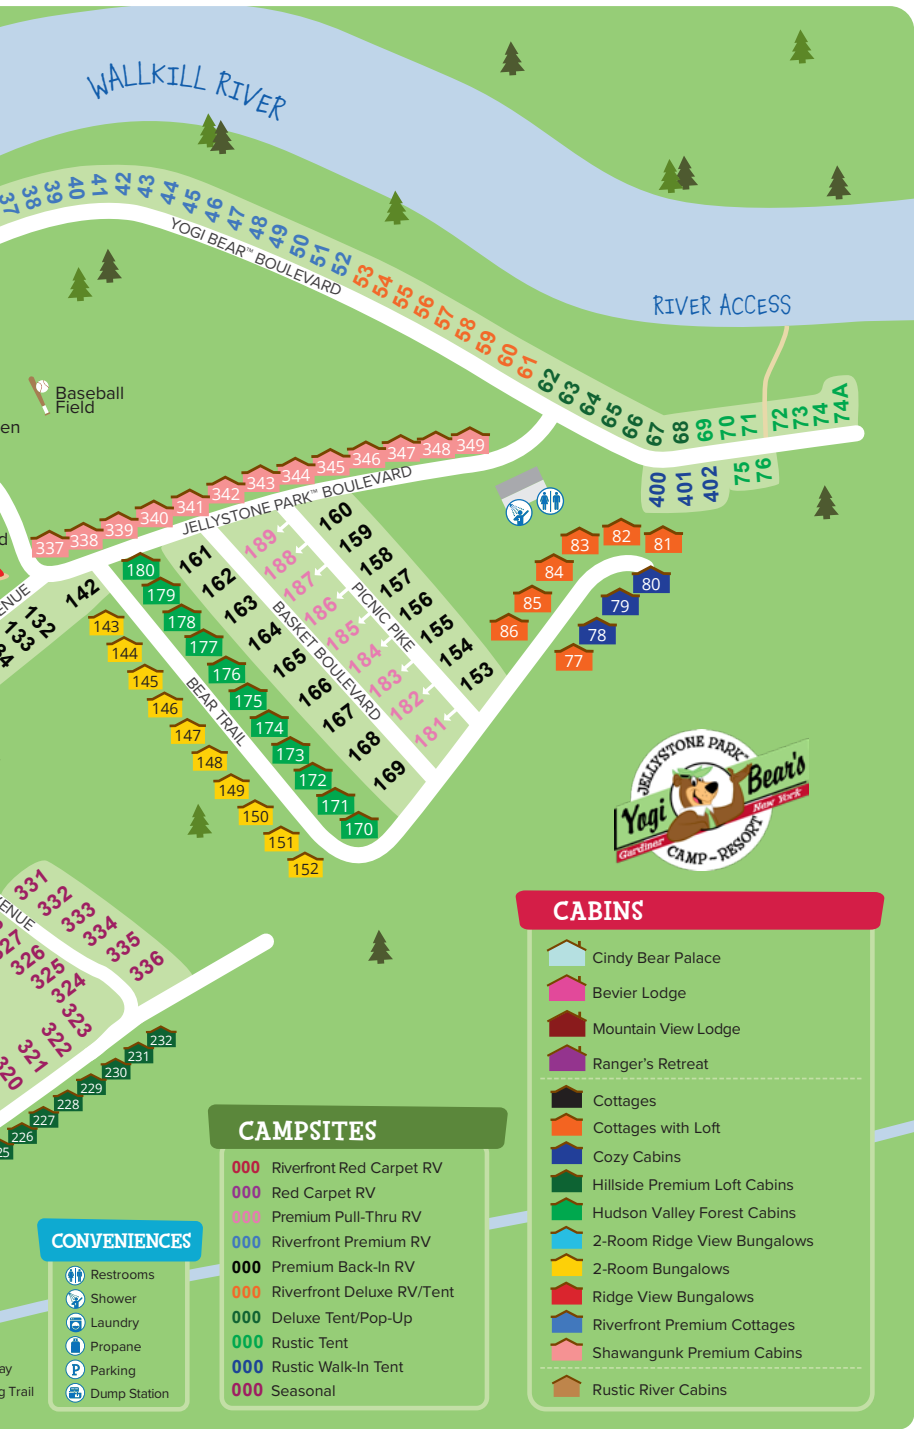 WALLKILL RIVER
37
38
39
40
41
42
43
44
45
46
47
48
49
50
51
52
53
54
55
56
57
58
59
60
61
62
63
64
65
66
67
68
69
70
71
72
73
74
74A
YOGI BEAR™ BOULEVARD
RIVER ACCESS
75
76
400
401
402
Baseball
Field
en
337
338
339
340
341
342
343
344
345
346
347
348
349
JELLYSTONE PARK™ BOULEVARD
d
ENUE
132
133
34
142
143
144
145
146
147
148
149
150
151
152
BEAR TRAIL
180
179
178
177
176
175
174
173
172
171
170
161
162
163
164
165
166
167
168
169
BASKET BOULEVARD
189
188
187
186
185
184
183
182
181
PICNIC PIKE
160
159
158
157
156
155
154
153
83
82
81
84
80
85
79
86
78
77
JELLYSTONE PARK™
Yogi Bear's
Gardiner New York
CAMP-RESORT
331
332
333
334
335
336
ENUE
327
326
325
324
323
322
321
320
232
231
230
229
228
227
226
25
CABINS
Cindy Bear Palace
Bevier Lodge
Mountain View Lodge
Ranger's Retreat
Cottages
Cottages with Loft
Cozy Cabins
Hillside Premium Loft Cabins
Hudson Valley Forest Cabins
2-Room Ridge View Bungalows
2-Room Bungalows
Ridge View Bungalows
Riverfront Premium Cottages
Shawangunk Premium Cabins
Rustic River Cabins
CAMPSITES
000 Riverfront Red Carpet RV
000 Red Carpet RV
000 Premium Pull-Thru RV
000 Riverfront Premium RV
000 Premium Back-In RV
000 Riverfront Deluxe RV/Tent
000 Deluxe Tent/Pop-Up
000 Rustic Tent
000 Rustic Walk-In Tent
000 Seasonal
CONVENIENCES
Restrooms
Shower
Laundry
Propane
P Parking
Dump Station
ay
g Trail